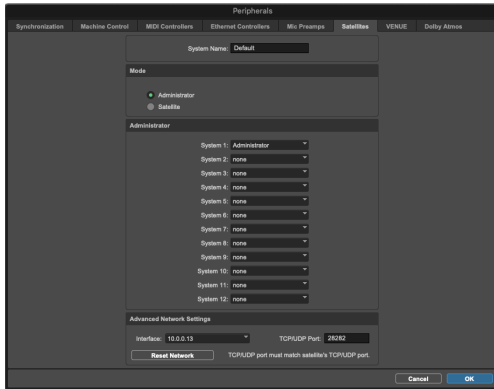 Peripherals
Synchronization Machine Control MIDI Controllers Ethernet Controllers Mic Preamps Satellites VENUE Dolby Atmos
System Name: Default
Mode
Administrator
Satellite
Administrator
System 1: Administrator
System 2: none
System 3: none
System 4: none
System 5: none
System 6: none
System 7: none
System 8: none
System 9: none
System 10: none
System 11: none
System 12: none
Advanced Network Settings
Interface: 10.0.0.13 TCP/UDP Port: 28282
Reset Network TCP/UDP port must match satellite's TCP/UDP port.
Cancel OK